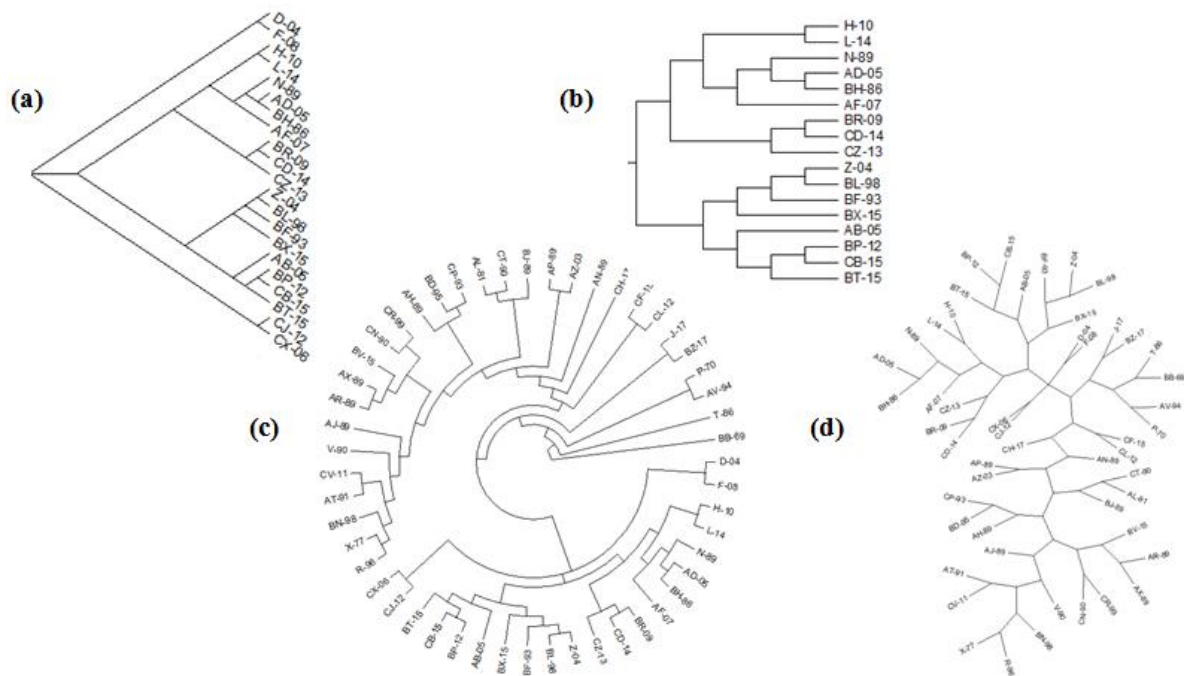 (a)
D-04
F-08
H-10
L-14
N-89
AD-05
BH-86
AF-07
BR-09
CD-14
CZ-13
Z-04
BL-98
BF-93
BX-15
AB-05
BP-12
CB-15
BT-15
CJ-12
CX-06
(b)
H-10
L-14
N-89
AD-05
BH-86
AF-07
BR-09
CD-14
CZ-13
Z-04
BL-98
BF-93
BX-15
AB-05
BP-12
CB-15
BT-15
(c)
R-96
X-77
BN-98
AT-91
CV-11
V-90
AJ-89
AR-89
AX-89
BV-15
CN-90
CR-99
AH-89
BD-95
CP-93
AL-81
CT-90
BJ-89
AP-89
AZ-03
AN-89
CH-17
CF-15
CL-12
J-17
BZ-17
P-70
AV-94
T-86
BB-69
D-04
F-08
H-10
L-14
N-89
AD-05
BH-86
AF-07
BR-09
CD-14
CZ-13
Z-04
BL-98
BF-93
BX-15
AB-05
BP-12
CB-15
BT-15
CJ-12
CX-06
(d)
BP-12
CB-15
BT-15
AB-05
Z-04
BL-98
BX-15
H-10
L-14
N-89
AD-05
BH-86
AF-07
CZ-13
BR-09
CD-14
D-04
F-08
CX-06
CJ-12
J-17
BZ-17
T-86
BB-69
AV-94
P-70
CF-15
CL-12
CH-17
AN-89
AP-89
AZ-03
CT-90
AL-81
BJ-89
CP-93
BD-95
AH-89
BV-15
AR-89
AX-89
CR-99
CN-90
AJ-89
V-90
AT-91
CV-11
BN-98
X-77
R-96